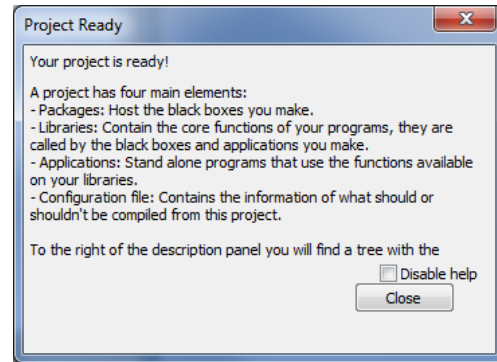 Project Ready
Your project is ready!
A project has four main elements:
- Packages: Host the black boxes you make.
- Libraries: Contain the core functions of your programs, they are
called by the black boxes and applications you make.
- Applications: Stand alone programs that use the functions available
on your libraries.
- Configuration file: Contains the information of what should or
shouldn't be compiled from this project.
To the right of the description panel you will find a tree with the
Disable help
Close